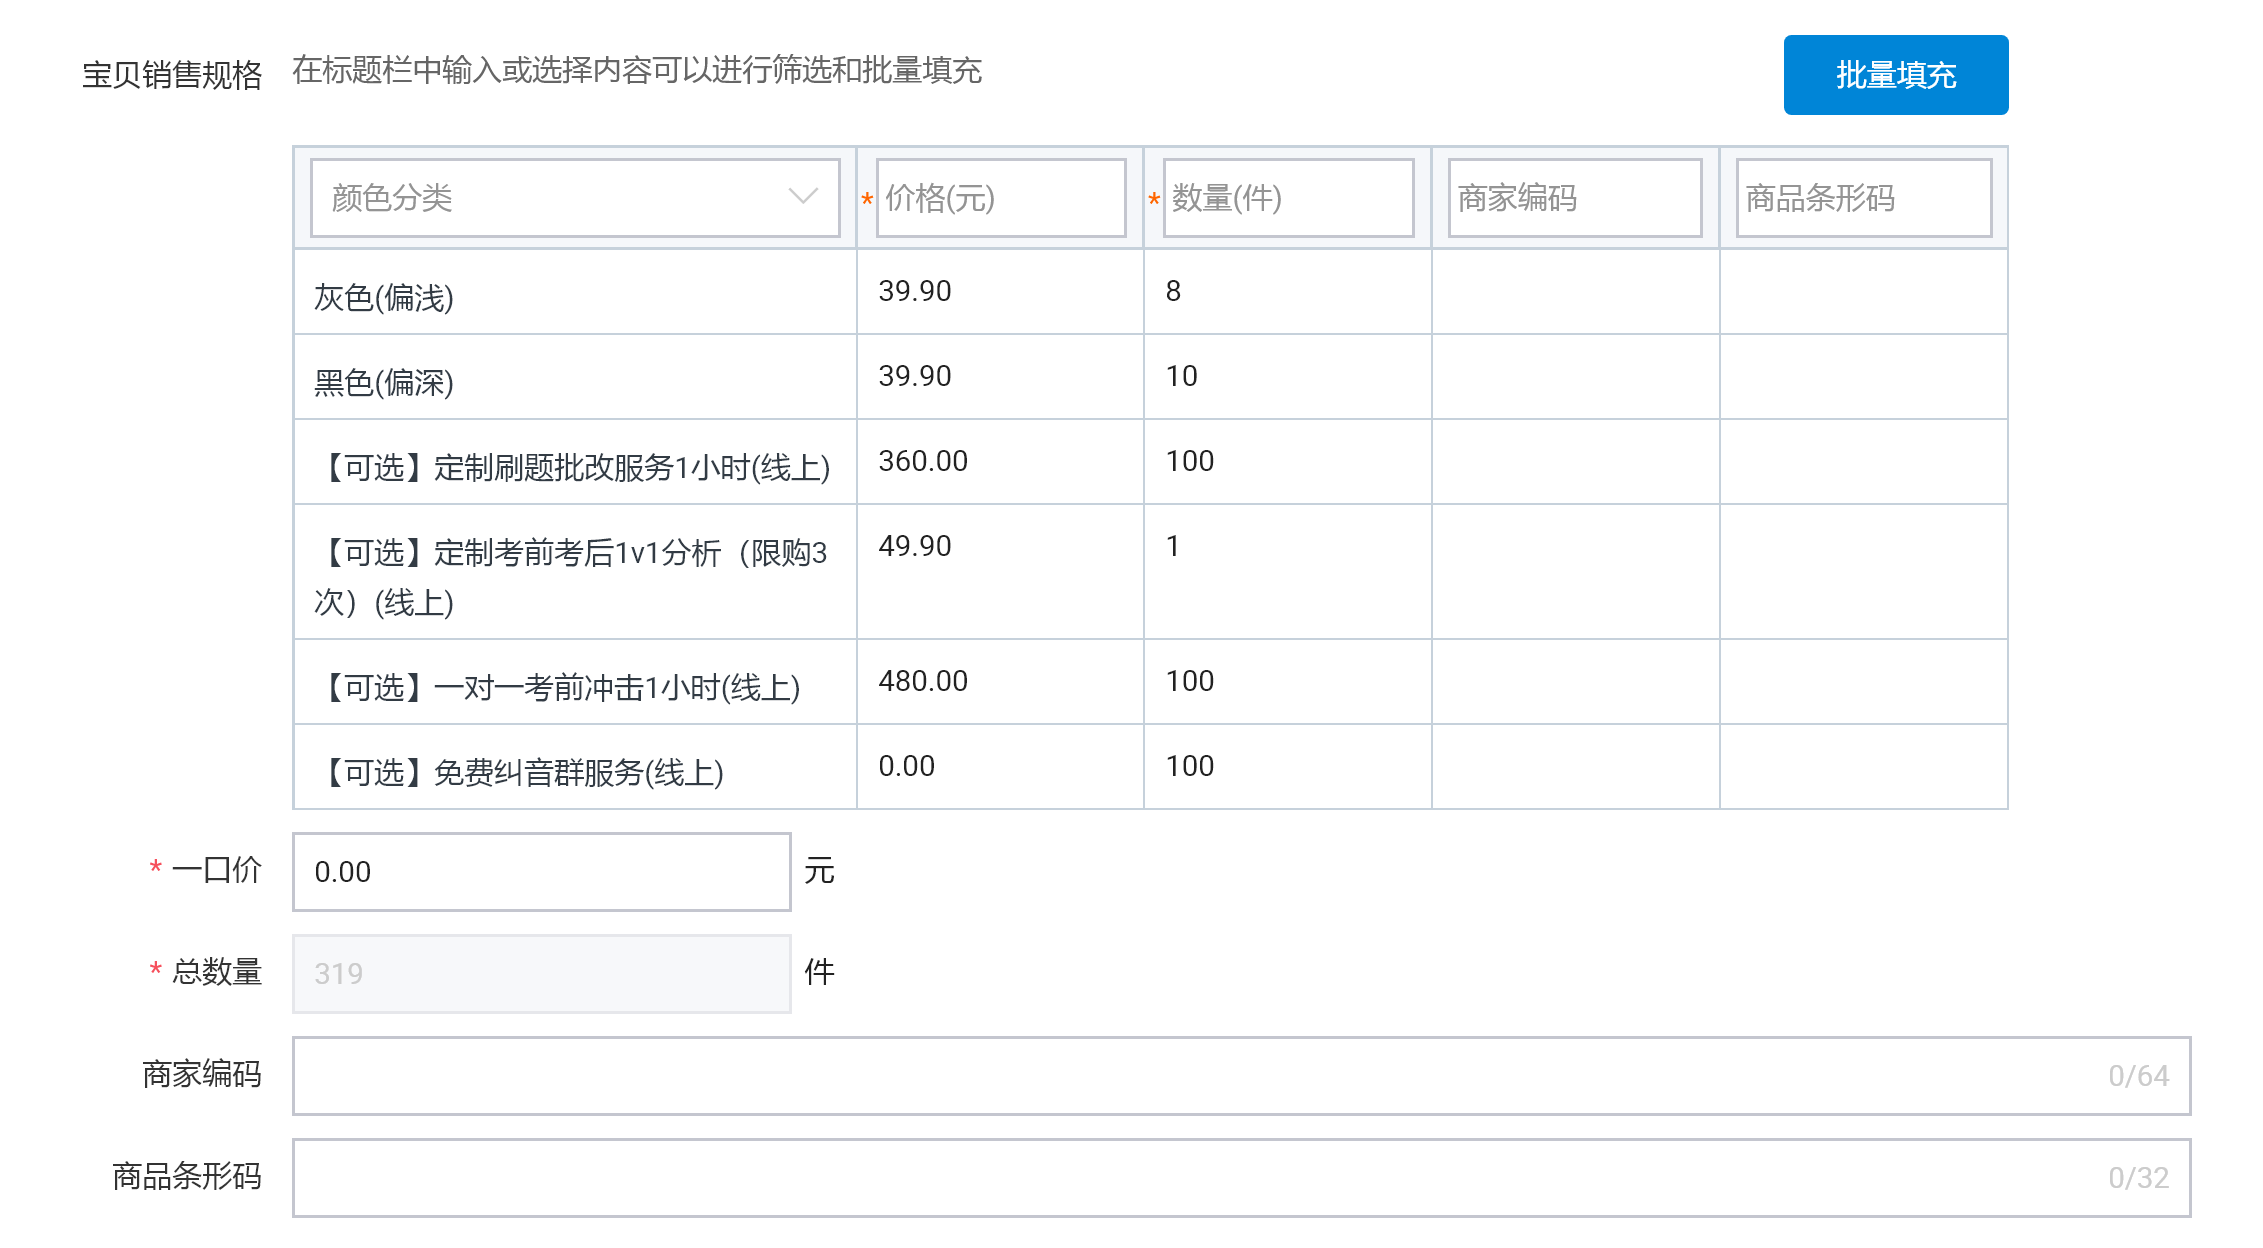 宝贝销售规格 在标题栏中输入或选择内容可以进行筛选和批量填充 批量填充
颜色分类 * 价格(元) * 数量(件) 商家编码 商品条形码
灰色(偏浅) 39.90 8
黑色(偏深) 39.90 10
【可选】定制刷题批改服务1小时(线上) 360.00 100
【可选】定制考前考后1v1分析（限购3 49.90 1
次）(线上)
【可选】一对一考前冲击1小时(线上) 480.00 100
【可选】免费纠音群服务(线上) 0.00 100
* 一口价 0.00 元
* 总数量 319 件
商家编码 0/64
商品条形码 0/32